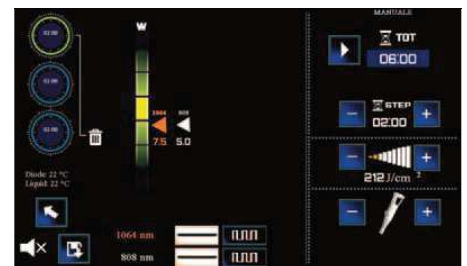 MANUALE
W
02:00
TOT
06:00
02:00
1064 808
7.5 5.0
STEP
02:00
02:00
Diode: 22 °C
Liquid: 22 °C
212 J/cm 2
1064 nm
808 nm